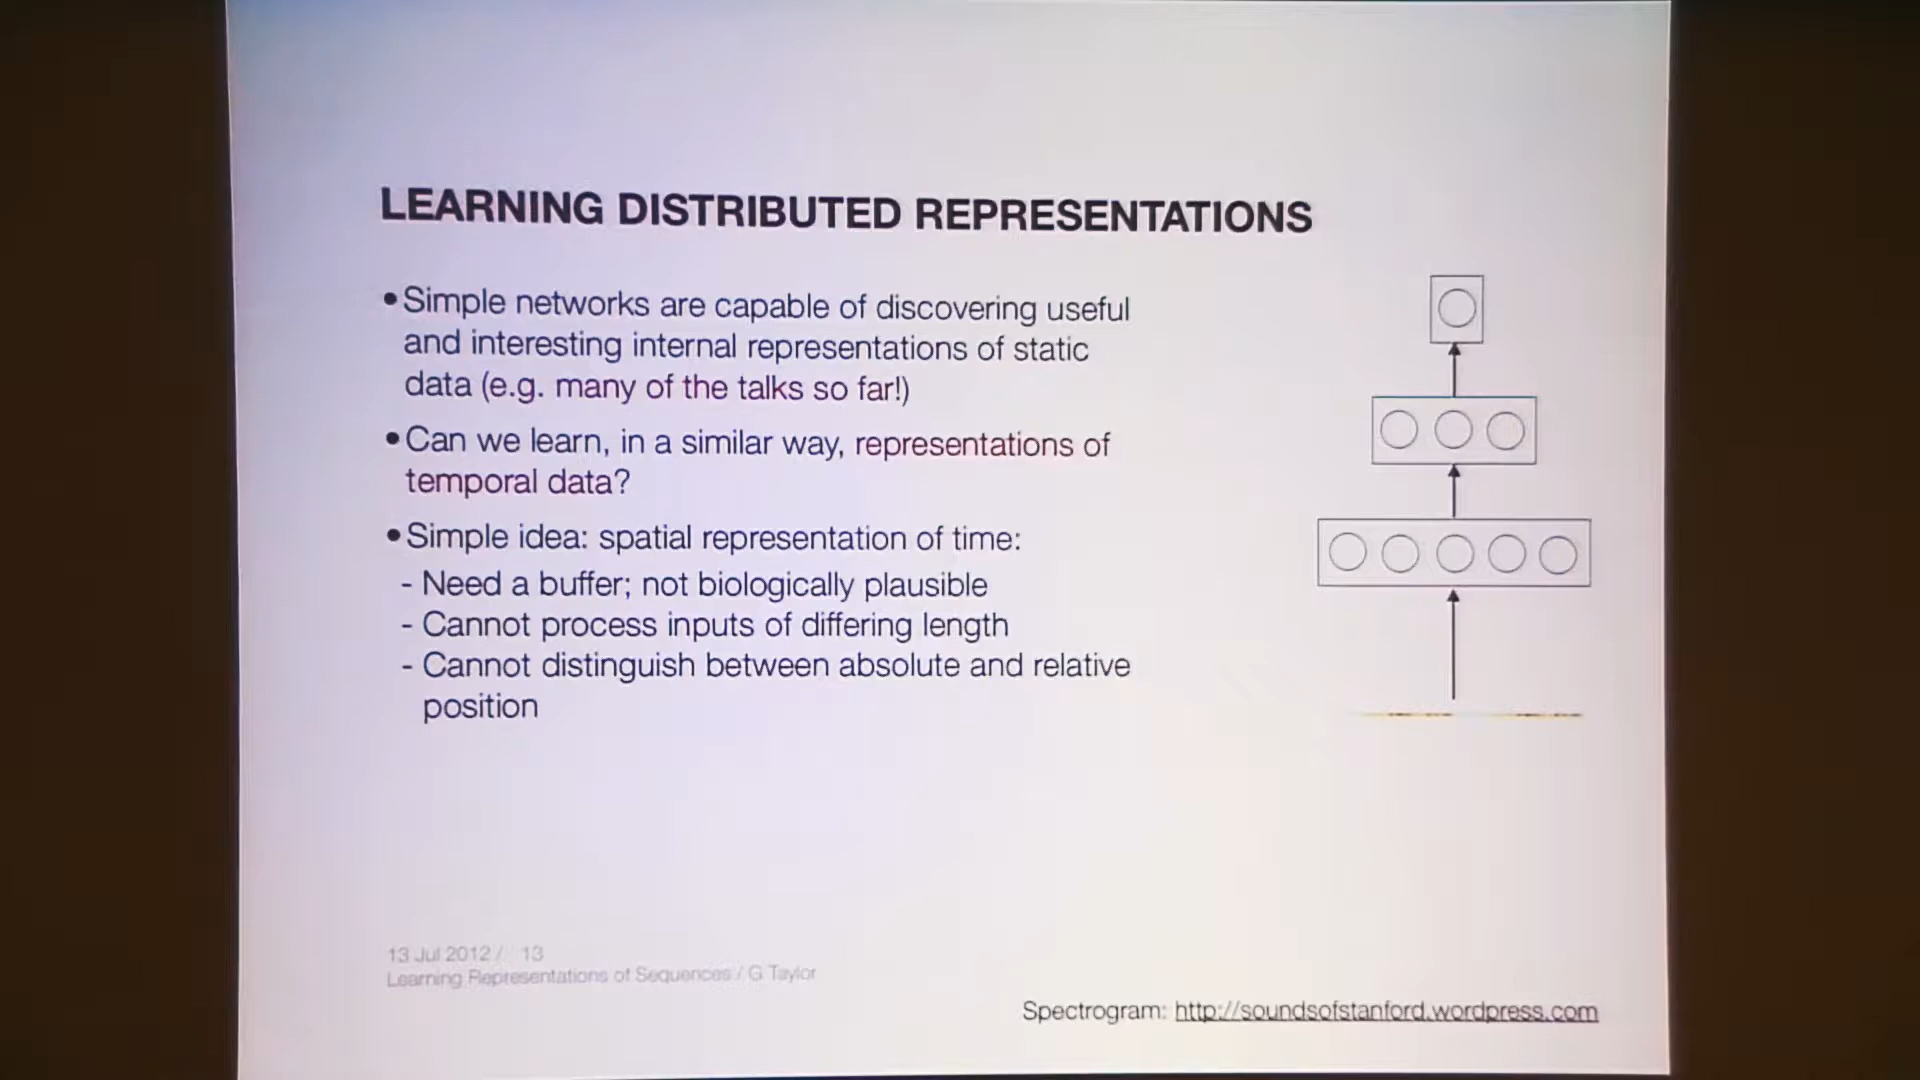 LEARNING DISTRIBUTED REPRESENTATIONS
•Simple networks are capable of discovering useful
and interesting internal representations of static
data (e.g. many of the talks so far!)
•Can we learn, in a similar way, representations of
temporal data?
•Simple idea: spatial representation of time:
- Need a buffer; not biologically plausible
- Cannot process inputs of differing length
- Cannot distinguish between absolute and relative
position
13 Jul 2012 / 13
Learning Representations of Sequences / G Taylor
Spectrogram: http://soundsofstanford.wordpress.com